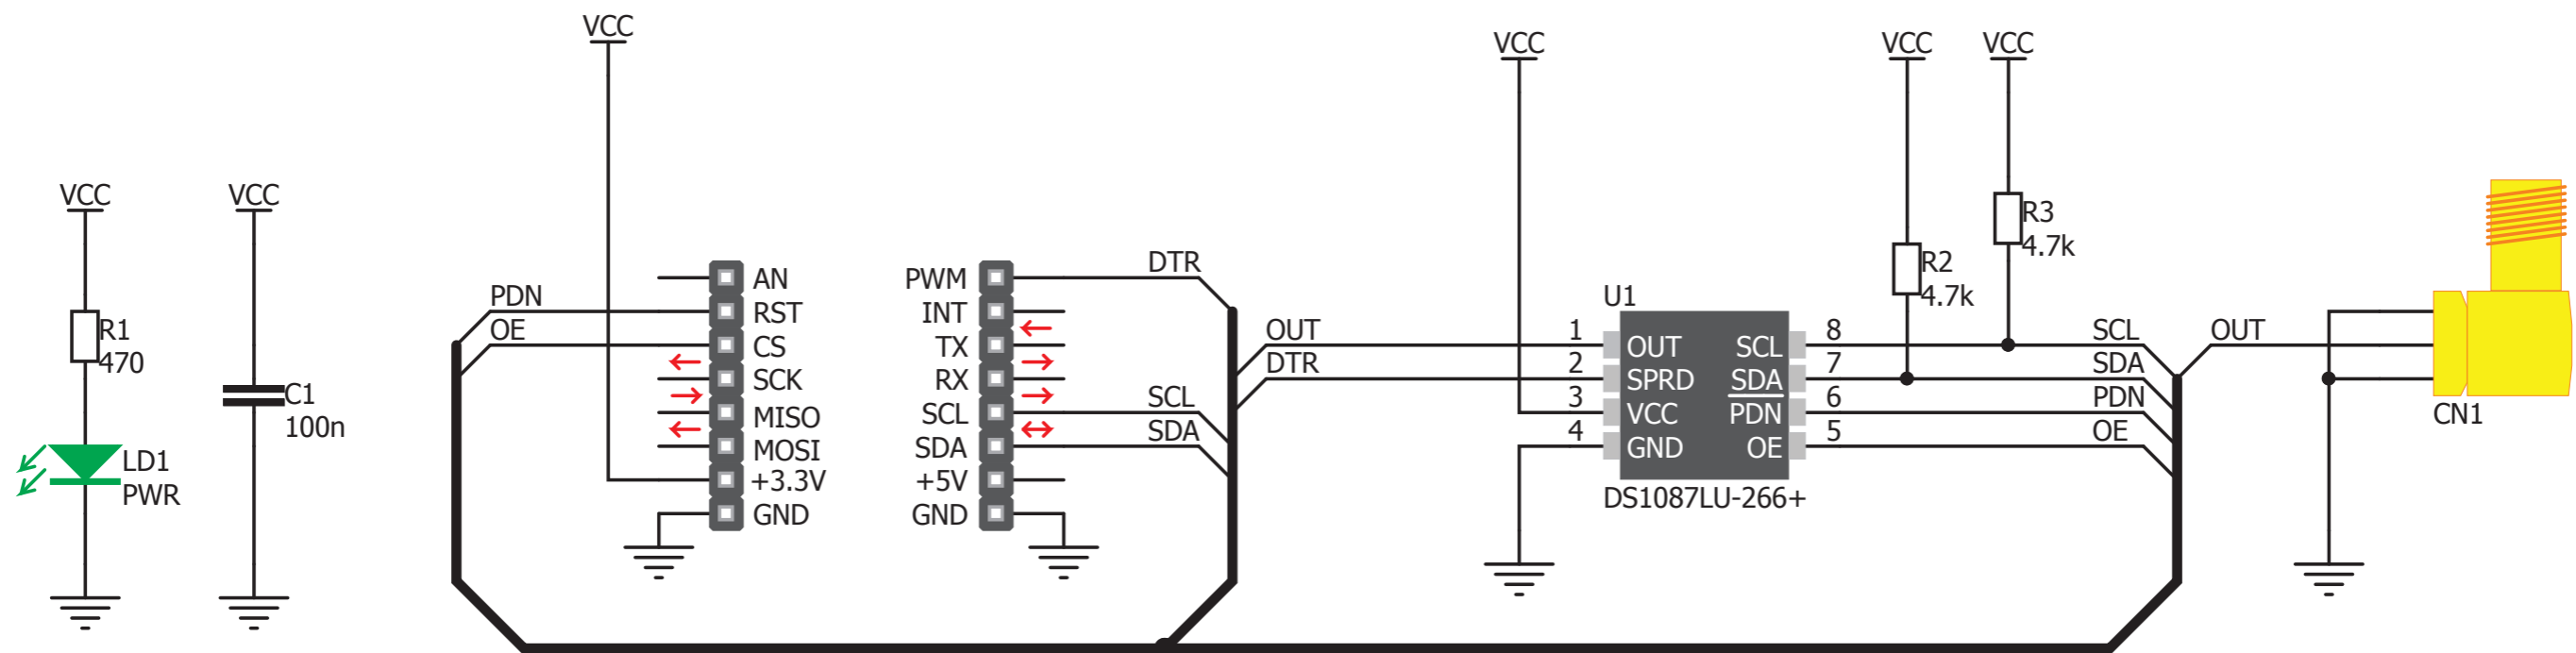 VCC
R1
470
LD1
PWR
VCC
C1
100n
VCC
PDN
OE
AN
RST
CS
SCK
MISO
MOSI
+3.3V
GND
PWM
INT
TX
RX
SCL
SDA
+5V
GND
DTR
SCL
SDA
OUT
DTR
VCC
U1
1
2
3
4
OUT
SPRD
VCC
GND
SCL
SDA
PDN
OE
8
7
6
5
DS1087LU-266+
VCC
R2
4.7k
VCC
R3
4.7k
SCL
SDA
PDN
OE
OUT
CN1